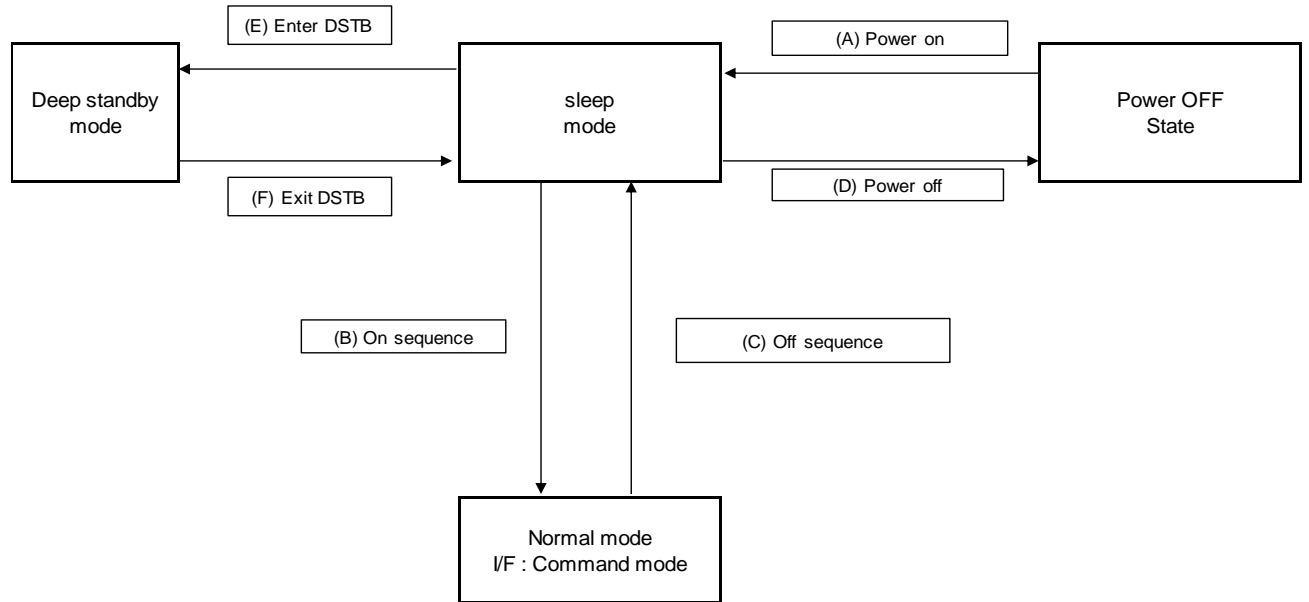 (E) Enter DSTB
(A) Power on
Deep standby
mode
sleep
mode
Power OFF
State
(F) Exit DSTB
(D) Power off
(B) On sequence
(C) Off sequence
Normal mode
I/F : Command mode